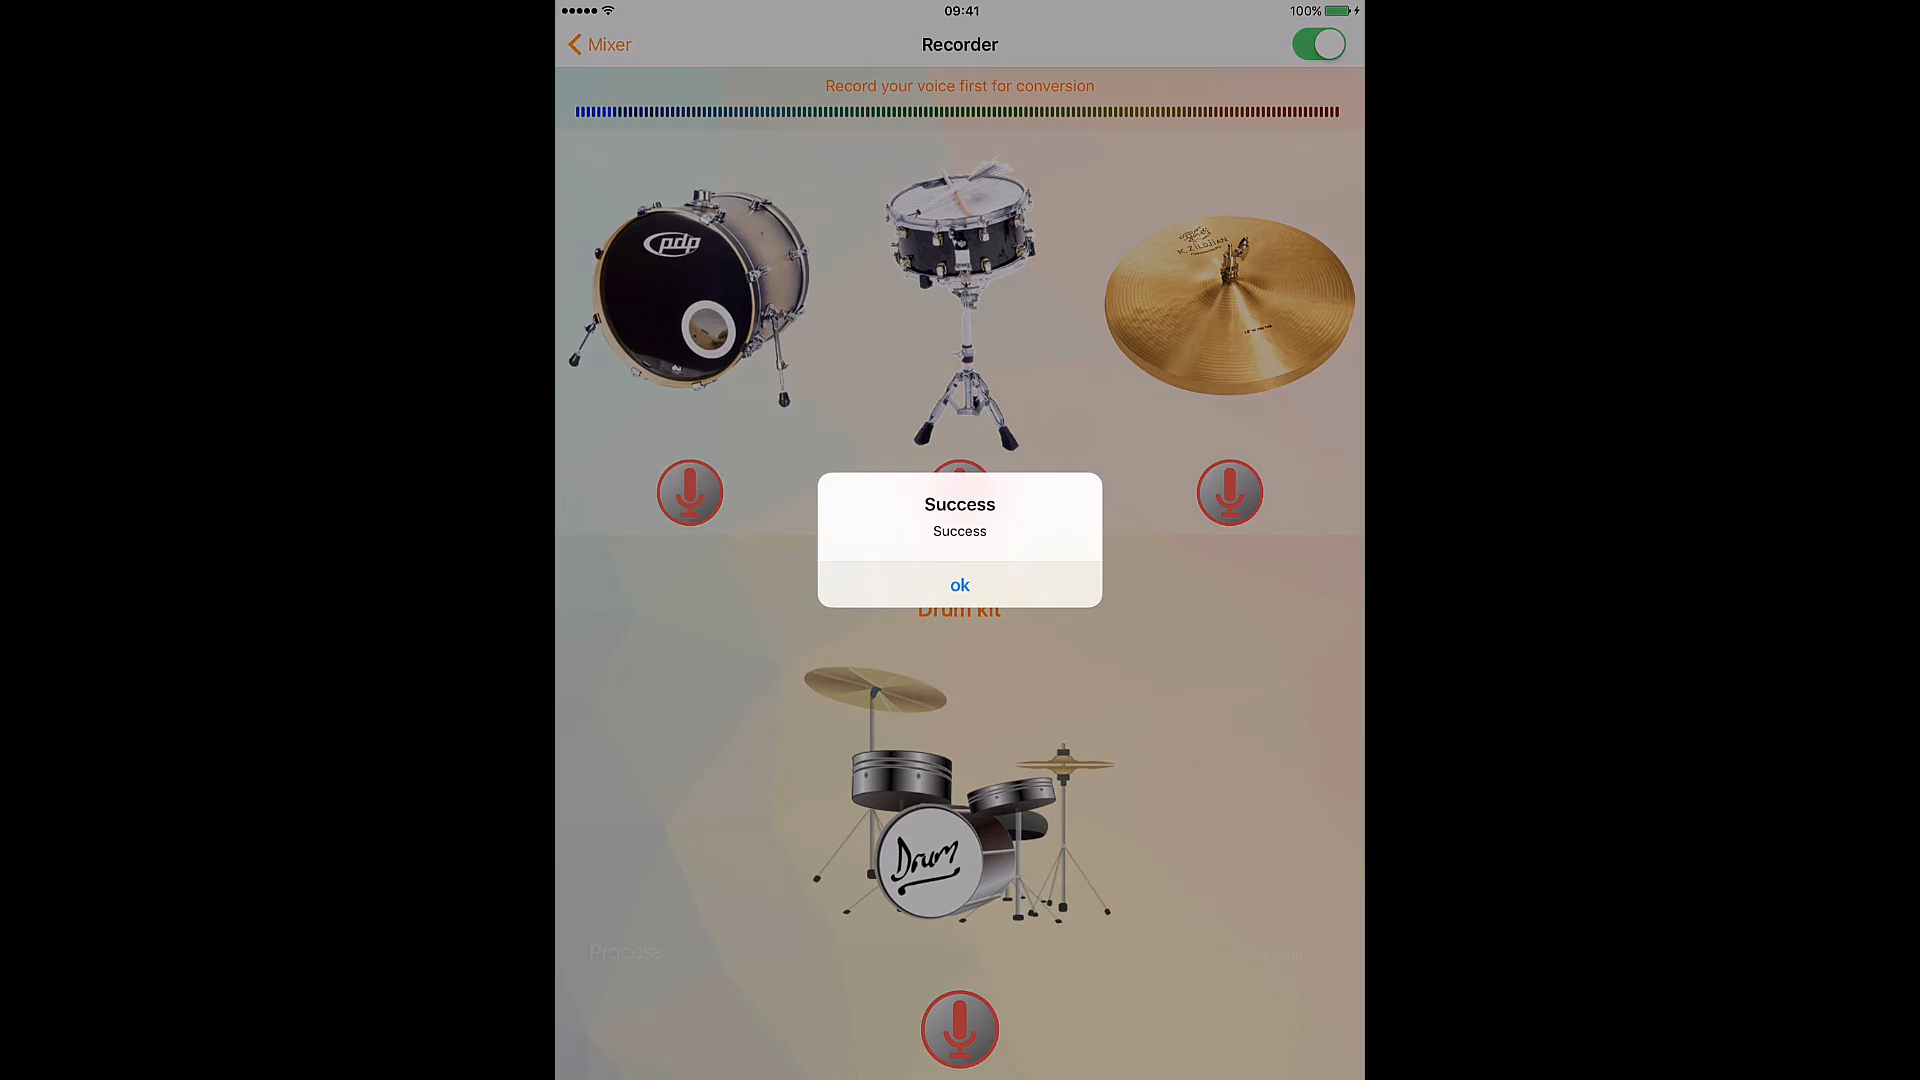 09:41
100%
Mixer
Recorder
Record your voice first for conversion
pdp
K. ZILDJIAN
Success
Success
ok
Drum kit
Drum
Process